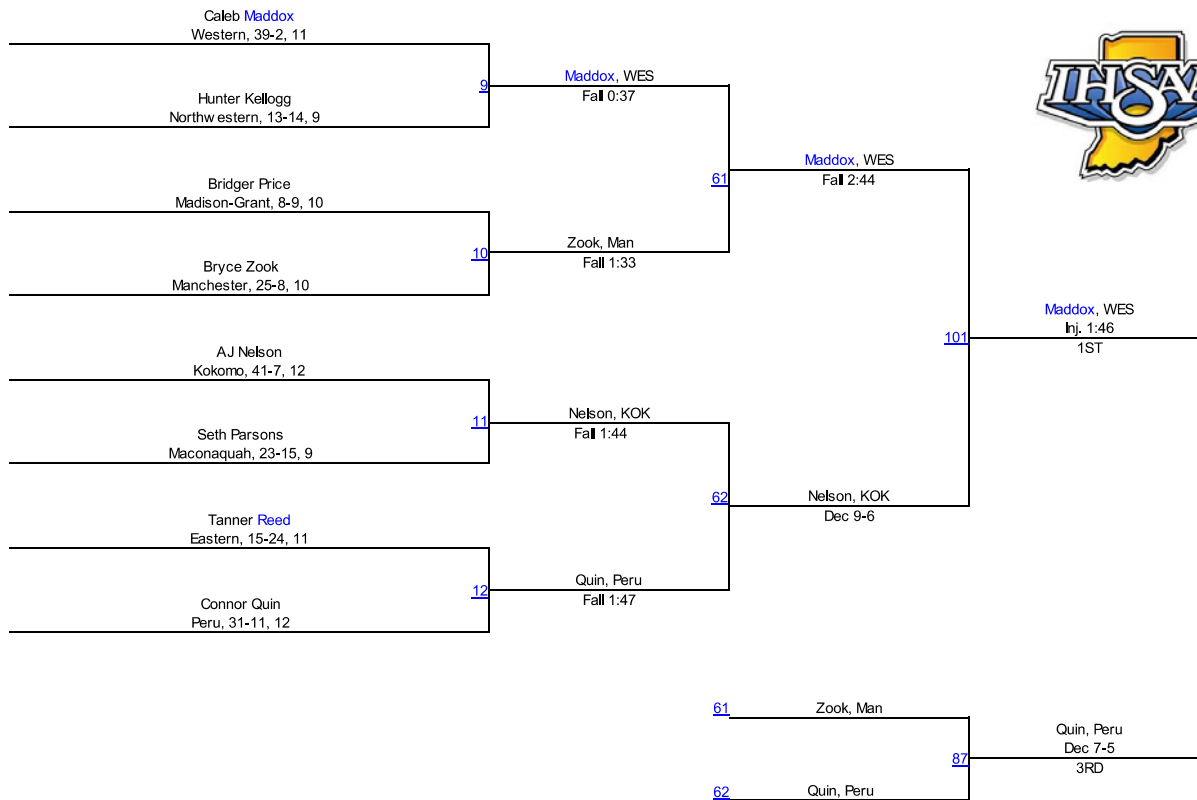 Caleb Maddox
Western, 39-2, 11
9
Maddox, WES
Fall 0:37
Hunter Kellogg
Northwestern, 13-14, 9
IHSAA
61
Maddox, WES
Fall 2:44
Bridger Price
Madison-Grant, 8-9, 10
10
Zook, Man
Fall 1:33
Bryce Zook
Manchester, 25-8, 10
101
Maddox, WES
Inj. 1:46
1ST
AJ Nelson
Kokomo, 41-7, 12
11
Nelson, KOK
Fall 1:44
Seth Parsons
Maconaquah, 23-15, 9
62
Nelson, KOK
Dec 9-6
Tanner Reed
Eastern, 15-24, 11
12
Quin, Peru
Fall 1:47
Connor Quin
Peru, 31-11, 12
61
Zook, Man
87
Quin, Peru
Dec 7-5
3RD
62
Quin, Peru